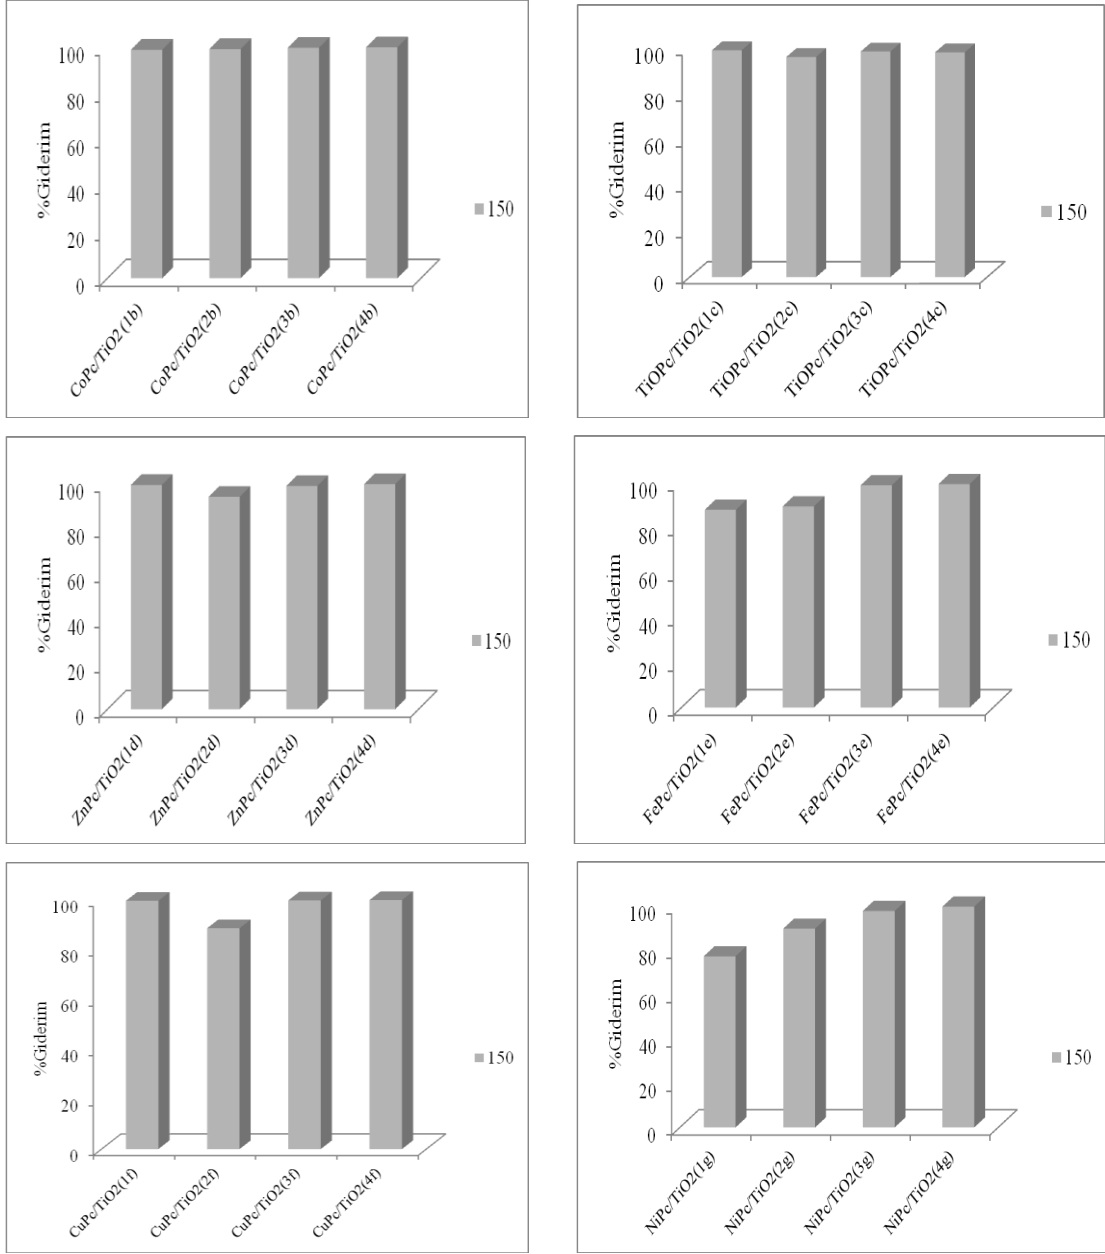 100
80
60
40
20
0
%Giderim
CoPc/TiO2 (1b)
CoPc/TiO2(2b)
CoPc/TiO2(3b)
CoPc/TiO2(4b)
150
100
80
60
40
20
0
%Giderim
TiOPc/TiO2(1c)
TiOPc/TiO2(2c)
TiOPc/TiO2(3c)
TiOPc/TiO2(4c)
150
100
80
60
40
20
0
%Giderim
ZnPc/TiO2(1d)
ZnPc/TiO2(2d)
ZnPc/TiO2(3d)
ZnPc/TiO2(4d)
150
100
80
60
40
20
0
%Giderim
FePc/TiO2(1e)
FePc/TiO2(2e)
FePc/TiO2(3e)
FePc/TiO2(4e)
150
100
80
60
40
20
0
%Giderim
CuPc/TiO2(1f)
CuPc/TiO2(2f)
CuPc/TiO2(3f)
CuPc/TiO2(4f)
150
100
80
60
40
20
0
%Giderim
NiPc/TiO2(1g)
NiPc/TiO2(2g)
NiPc/TiO2(3g)
NiPc/TiO2(4g)
150